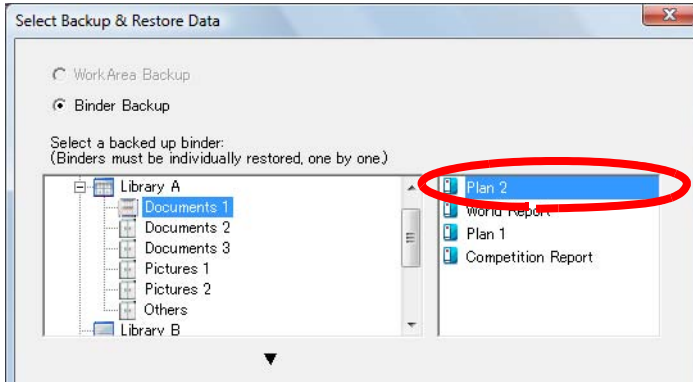 Select Backup & Restore Data
WorkArea Backup
Binder Backup
Select a backed up binder:
(Binders must be individually restored, one by one.)
Library A
Documents 1
Documents 2
Documents 3
Pictures 1
Pictures 2
Others
Library B
Plan 2
World Report
Plan 1
Competition Report